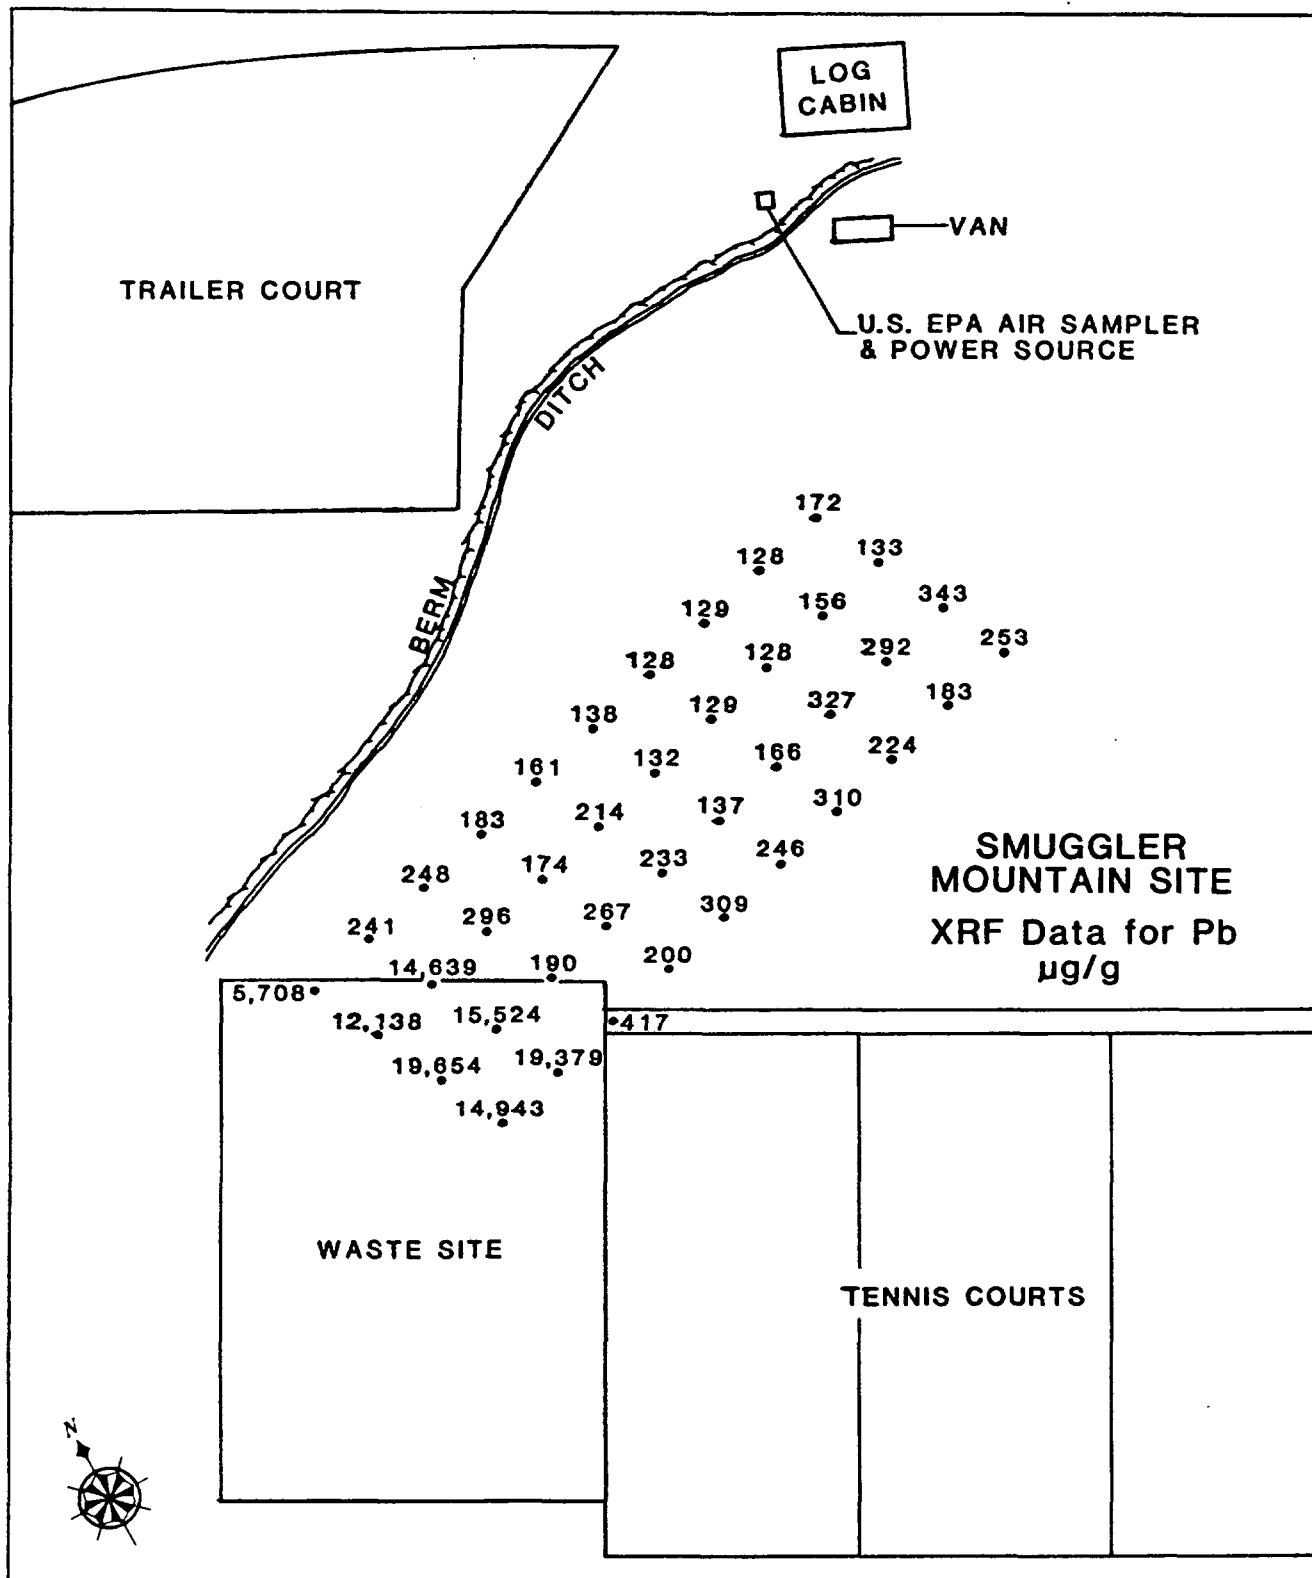 LOG
CABIN
VAN
TRAILER COURT
U.S. EPA AIR SAMPLER
& POWER SOURCE
DITCH
BERM
172
128
133
129
156
343
128
128
292
253
138
129
327
183
161
132
166
224
183
214
137
310
248
174
233
246
241
296
267
309
14,639
190
200
5,708
12,138
15,524
417
19,654
19,379
14,943
SMUGGLER
MOUNTAIN SITE
XRF Data for Pb
µg/g
WASTE SITE
TENNIS COURTS
N